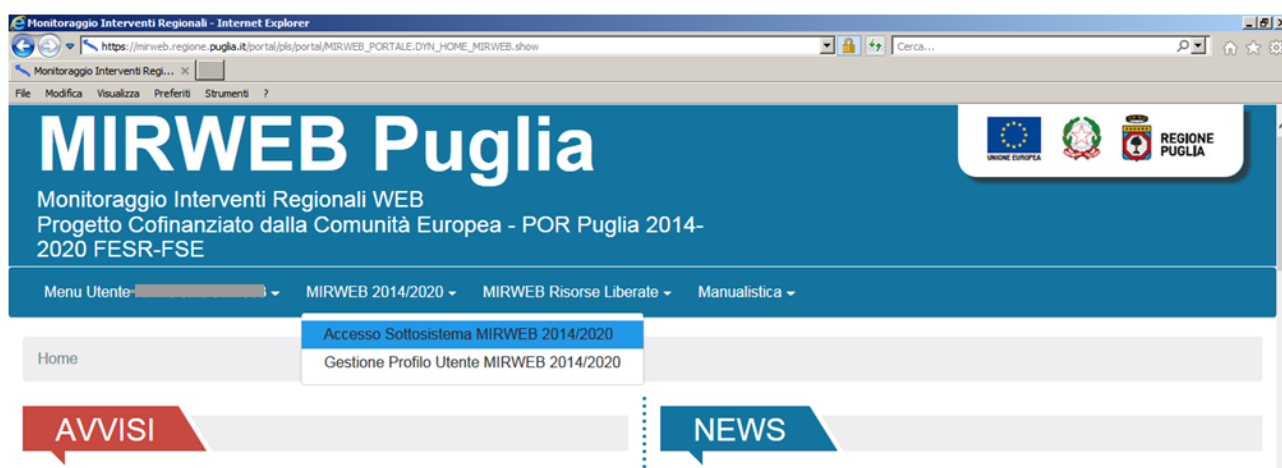 Monitoraggio Interventi Regionali - Internet Explorer
https://mirweb.regione.puglia.it/portal/pls/portal/MIRWEB_PORTALE.DYN_HOME_MIRWEB.show
Cerca...
Monitoraggio Interventi Regi...
File Modifica Visualizza Preferiti Strumenti ?
MIRWEB Puglia
UNIONE EUROPEA
REGIONE
PUGLIA
Monitoraggio Interventi Regionali WEB
Progetto Cofinanziato dalla Comunità Europea - POR Puglia 2014-
2020 FESR-FSE
Menu Utente MIRWEB 2014/2020 MIRWEB Risorse Liberate Manualistica
Accesso Sottosistema MIRWEB 2014/2020
Gestione Profilo Utente MIRWEB 2014/2020
Home
AVVISI NEWS